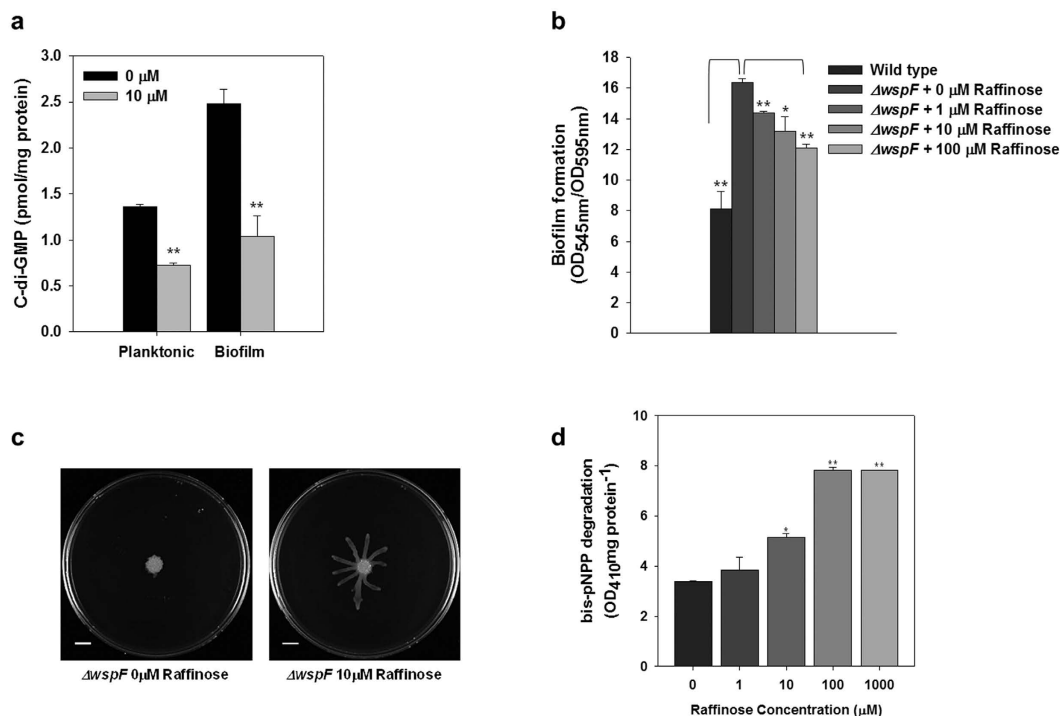 a
C-di-GMP (pmol/mg protein)
3.0
2.5
2.0
1.5
1.0
0.5
0.0
0 μM
10 μM
**
**
Planktonic Biofilm
b
Biofilm formation
(OD545nm/OD595nm)
18
16
14
12
10
8
6
4
2
0
**
**
*
**
Wild type
ΔwspF + 0 μM Raffinose
ΔwspF + 1 μM Raffinose
ΔwspF + 10 μM Raffinose
ΔwspF + 100 μM Raffinose
c
ΔwspF 0μM Raffinose
ΔwspF 10μM Raffinose
d
bis-pNPP degradation
(OD410mg protein-1)
10
8
6
4
2
0
*
**
**
0 1 10 100 1000
Raffinose Concentration (μM)